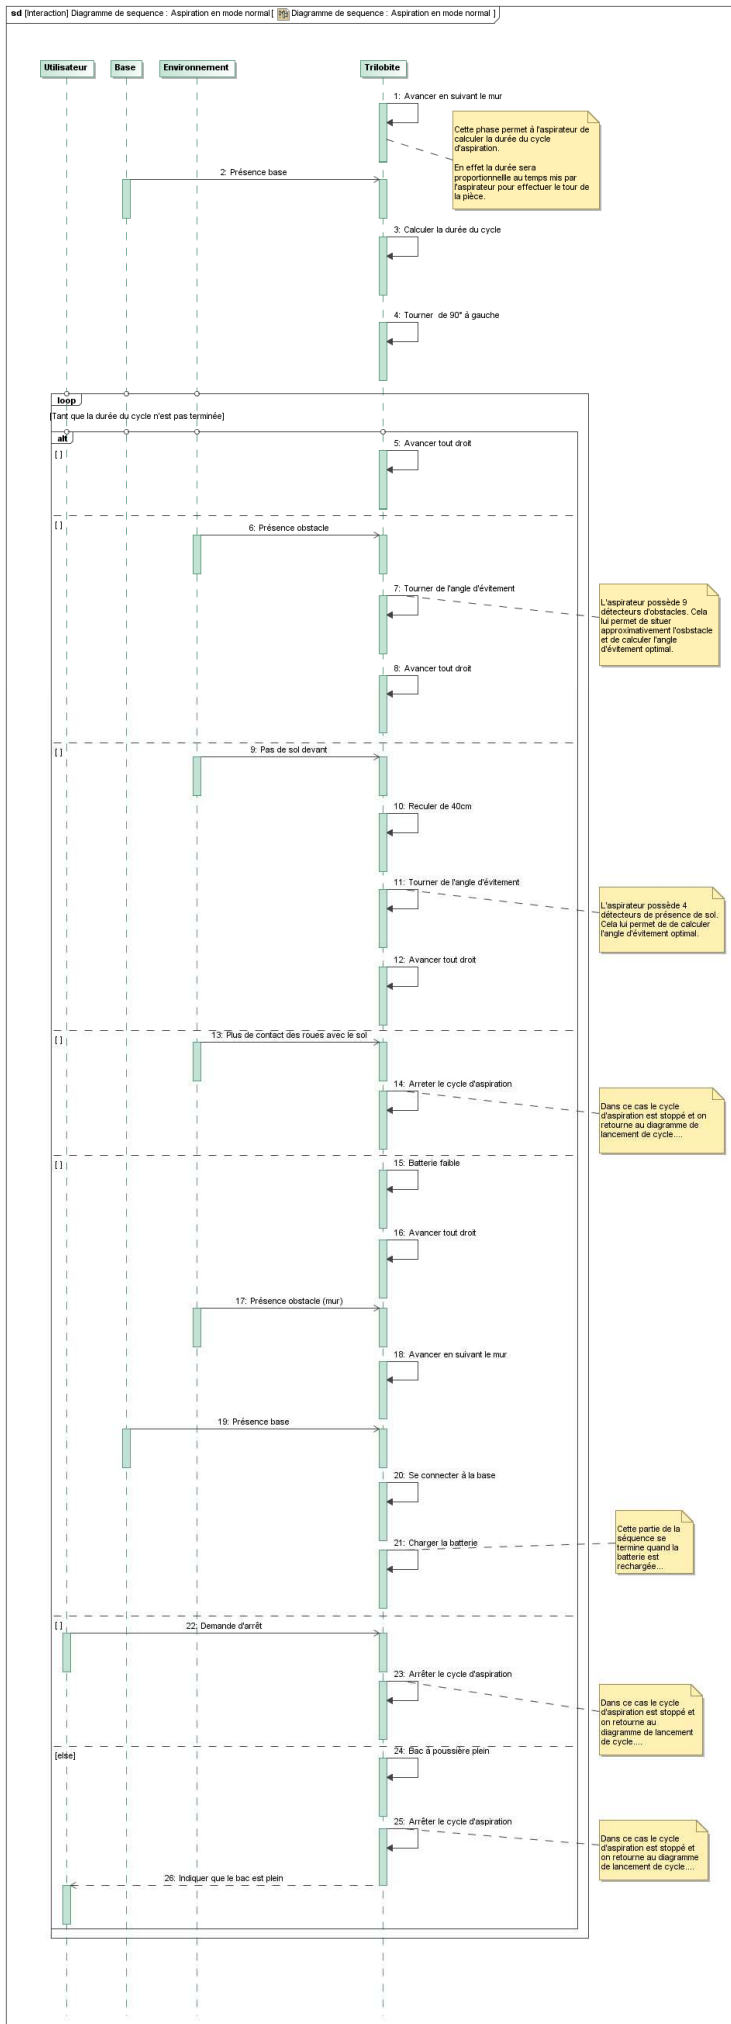 sd [Interaction] Diagramme de sequence : Aspiration en mode normal [ Diagramme de sequence : Aspiration en mode normal ]
Utilisateur
Base
Environnement
Trilobite
1: Avancer en suivant le mur
Cette phase permet à l'aspirateur de
calculer la durée du cycle
d'aspiration.
En effet la durée sera
proportionnellle au temps mis par
l'aspirateur pour effectuer le tour de
la pièce.
2: Présence base
3: Calculer la durée du cycle
4: Tourner de 90° à gauche
loop
[Tant que la durée du cycle n'est pas terminée]
alt
[ ]
5: Avancer tout droit
[ ]
6: Présence obstacle
7: Tourner de l'angle d'évitement
L'aspirateur possède 9
détecteurs d'obstacles. Cela
lui permet de situer
approximativement l'osbstacle
et de calculer l'angle
d'évitement optimal.
8: Avancer tout droit
[ ]
9: Pas de sol devant
10: Reculer de 40cm
11: Tourner de l'angle d'évitement
L'aspirateur possède 4
détecteurs de présence de sol.
Cela lui permet de de calculer
l'angle d'évitement optimal.
12: Avancer tout droit
[ ]
13: Plus de contact des roues avec le sol
14: Arreter le cycle d'aspiration
Dans ce cas le cycle
d'aspiration est stoppé et on
retourne au diagramme de
lancement de cycle....
[ ]
15: Batterie faible
16: Avancer tout droit
17: Présence obstacle (mur)
18: Avancer en suivant le mur
19: Présence base
20: Se connecter à la base
21: Charger la batterie
Cette partie de la
séquence se
termine quand la
batterie est
rechargée...
[ ]
22: Demande d'arrêt
23: Arrêter le cycle d'aspiration
Dans ce cas le cycle
d'aspiration est stoppé et
on retourne au
diagramme de lancement
de cycle....
[else]
24: Bac à poussière plein
25: Arrêter le cycle d'aspiration
Dans ce cas le cycle
d'aspiration est stoppé et
on retourne au diagramme
de lancement de cycle....
26: Indiquer que le bac est plein